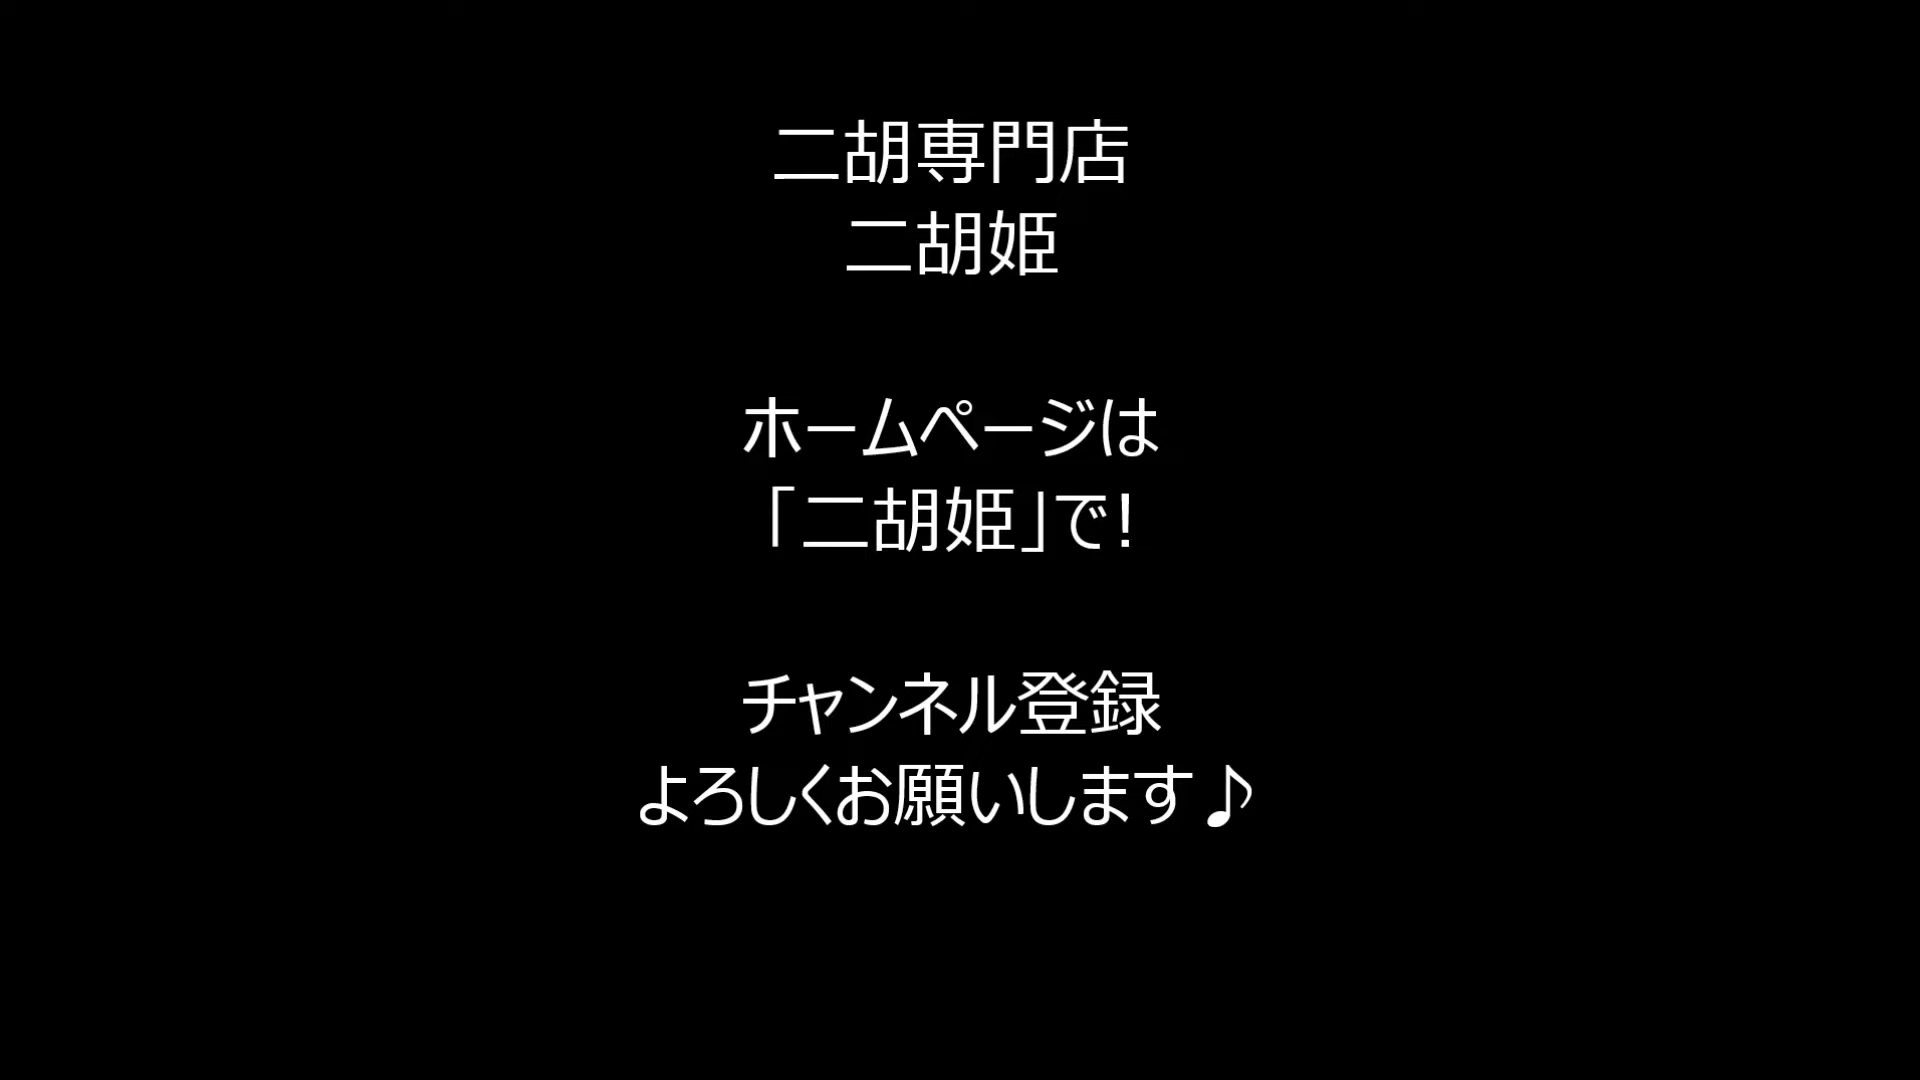 二胡専門店
二胡姫
ホームページは
「二胡姫」で!
チャンネル登録
よろしくお願いします♪